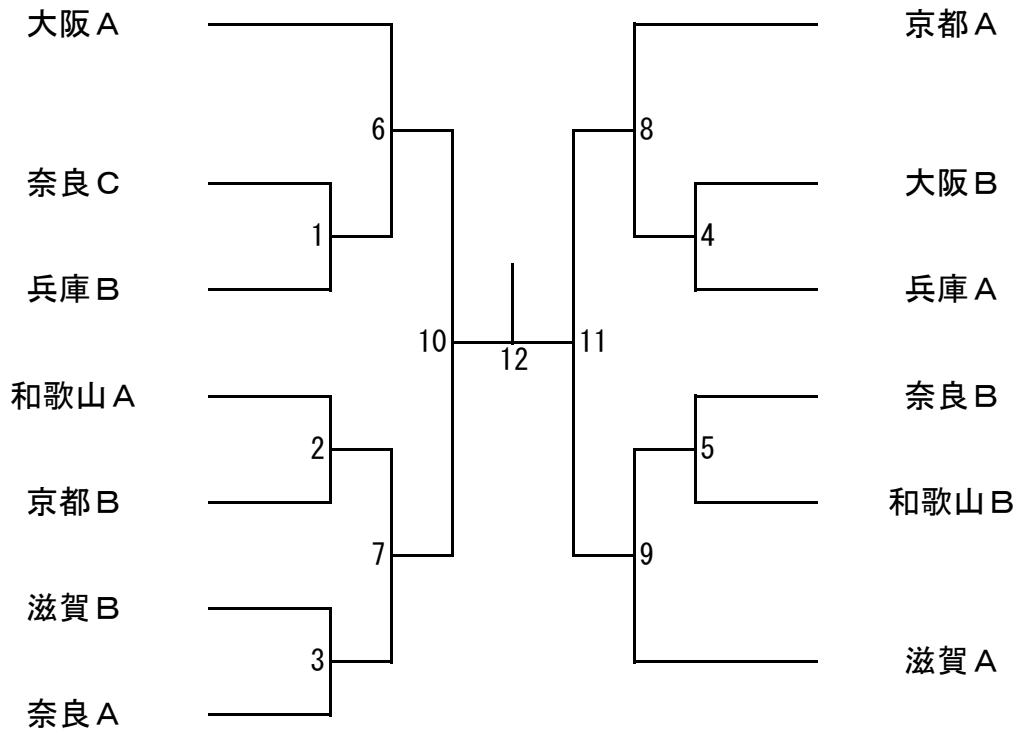 大阪Ａ
京都Ａ
6
8
奈良Ｃ
大阪Ｂ
1
4
兵庫Ｂ
兵庫Ａ
10
11
12
和歌山Ａ
奈良Ｂ
2
5
京都Ｂ
和歌山Ｂ
7
9
滋賀Ｂ
3
滋賀Ａ
奈良Ａ